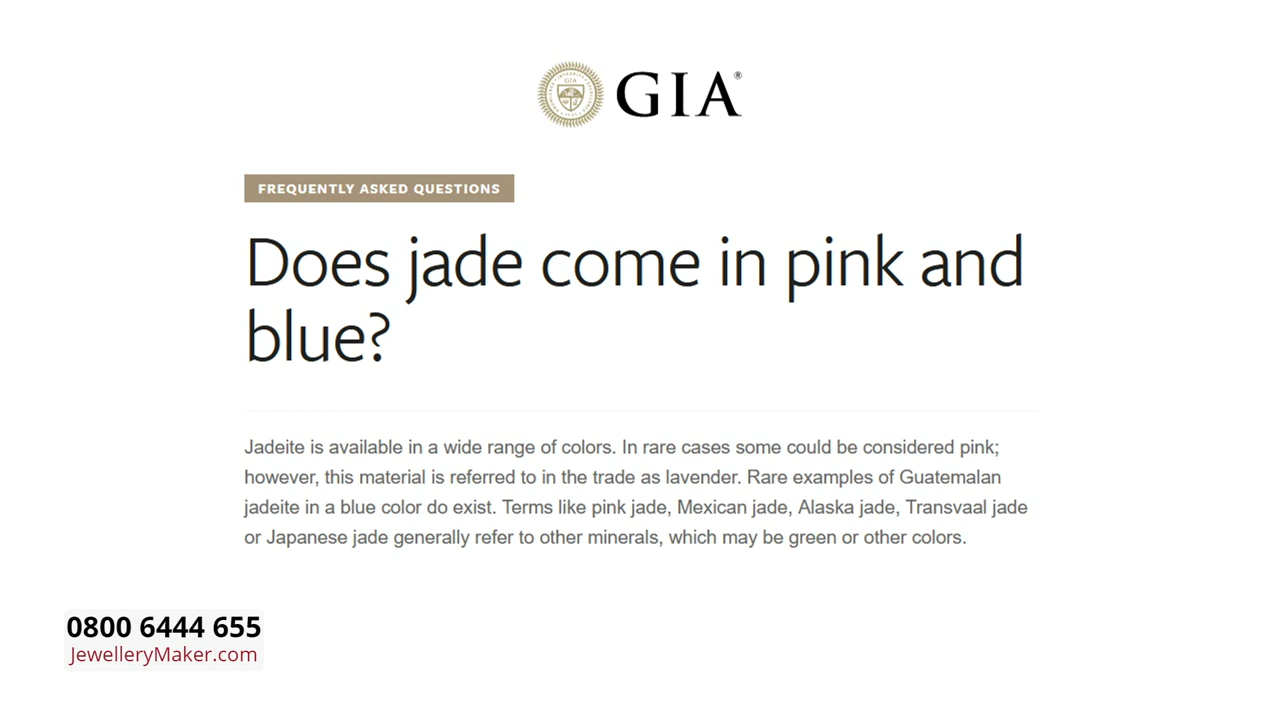 GIA®
FREQUENTLY ASKED QUESTIONS
Does jade come in pink and
blue?
Jadeite is available in a wide range of colors. In rare cases some could be considered pink;
however, this material is referred to in the trade as lavender. Rare examples of Guatemalan
jadeite in a blue color do exist. Terms like pink jade, Mexican jade, Alaska jade, Transvaal jade
or Japanese jade generally refer to other minerals, which may be green or other colors.
0800 6444 655
JewelleryMaker.com